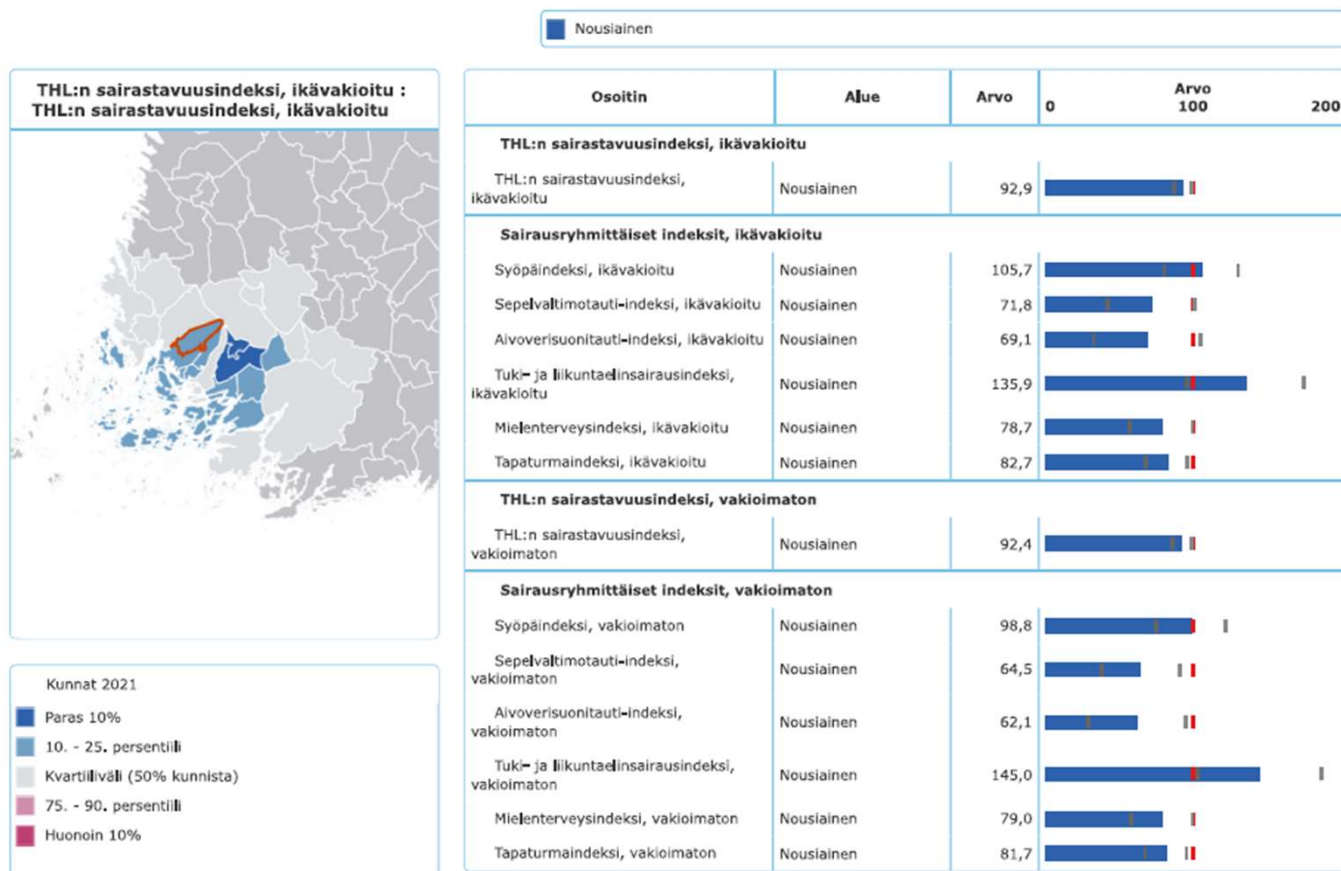 Nousiainen
THL:n sairastavuusindeksi, ikävakioitu :
THL:n sairastavuusindeksi, ikävakioitu
Kunnat 2021
Paras 10%
10. - 25. persentiili
Kvartiiliväli (50% kunnista)
75. - 90. persentiili
Huonoin 10%
Osoitin Alue Arvo Arvo
0 100 200
THL:n sairastavuusindeksi, ikävakioitu
THL:n sairastavuusindeksi,
ikävakioitu Nousiainen 92,9
Sairausryhmittäiset indeksit, ikävakioitu
Syöpäindeksi, ikävakioitu Nousiainen 105,7
Sepelvaltimotauti-indeksi, ikävakioitu Nousiainen 71,8
Aivoverisuonitauti-indeksi, ikävakioitu Nousiainen 69,1
Tuki- ja liikuntaelinsairausindeksi,
ikävakioitu Nousiainen 135,9
Mielenterveysindeksi, ikävakioitu Nousiainen 78,7
Tapaturmaindeksi, ikävakioitu Nousiainen 82,7
THL:n sairastavuusindeksi, vakioimaton
THL:n sairastavuusindeksi,
vakioimaton Nousiainen 92,4
Sairausryhmittäiset indeksit, vakioimaton
Syöpäindeksi, vakioimaton Nousiainen 98,8
Sepelvaltimotauti-indeksi,
vakioimaton Nousiainen 64,5
Aivoverisuonitauti-indeksi,
vakioimaton Nousiainen 62,1
Tuki- ja liikuntaelinsairausindeksi,
vakioimaton Nousiainen 145,0
Mielenterveysindeksi, vakioimaton Nousiainen 79,0
Tapaturmaindeksi, vakioimaton Nousiainen 81,7